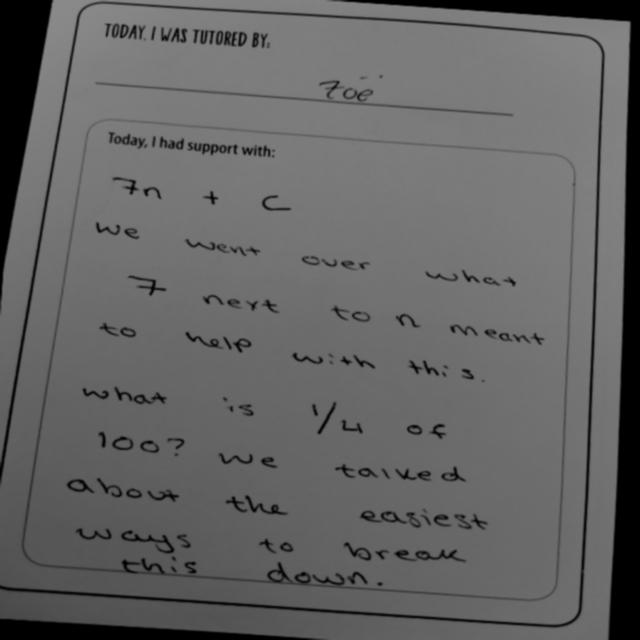 TODAY, I WAS TUTORED BY:
Zoë
Today, I had support with:
7n + C
we went over what
7 next to n meant
to help with this.
what is 1/4 of
100? we talked
about the easiest
ways to break
this down.